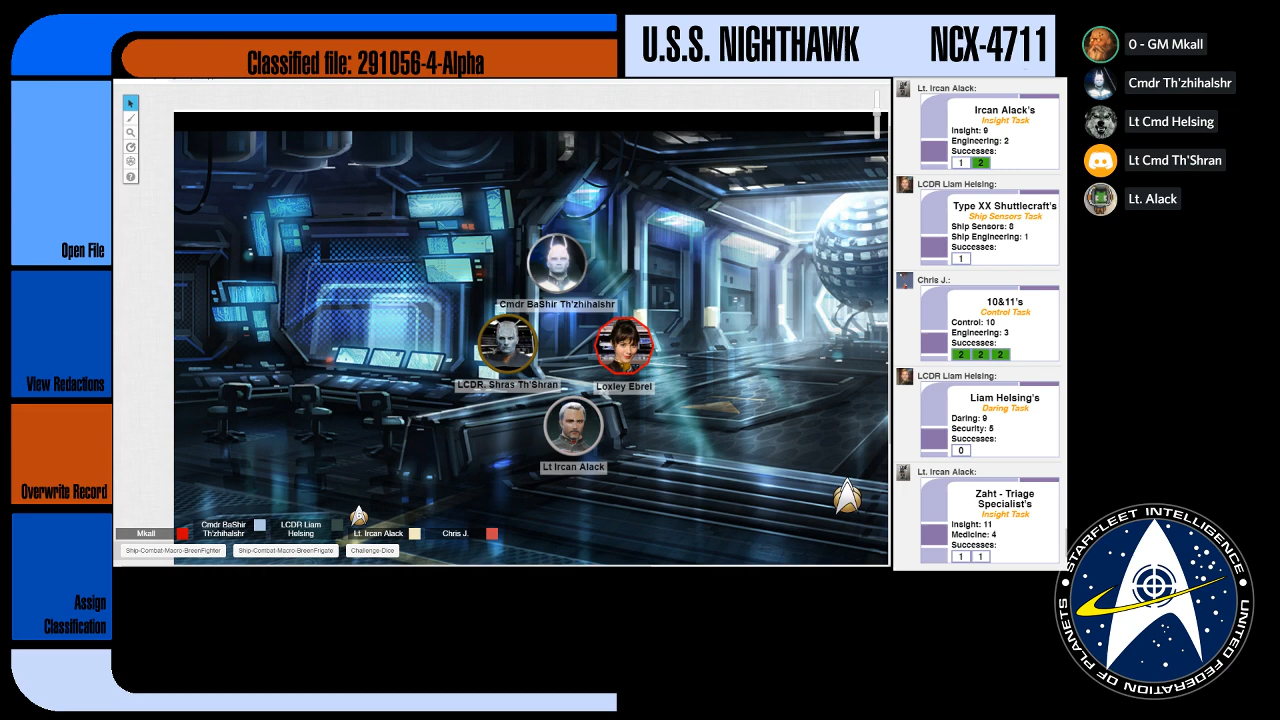 Classified file: 291056-4-Alpha
U.S.S. NIGHTHAWK
NCX-4711
Open File
View Redactions
Overwrite Record
Assign
Classification
Cmdr BaShir Th'zhihalshr
LCDR. Shras Th'Shran
Loxley Ebrel
Lt Ircan Alack
Mkall
Cmdr BaShir
Th'zhihalshr
LCDR Liam
Helsing
Lt. Ircan Alack
Chris J.
Ship-Combat-Macro-BreenFighter
Ship-Combat-Macro-BreenFrigate
Challenge-Dice
Lt. Ircan Alack:
Ircan Alack's
Insight Task
Insight: 9
Engineering: 2
Successes:
1 2
LCDR Liam Helsing:
Type XX Shuttlecraft's
Ship Sensors Task
Ship Sensors: 8
Ship Engineering: 1
Successes:
1
Chris J.:
10&11's
Control Task
Control: 10
Engineering: 3
Successes:
2 2 2
LCDR Liam Helsing:
Liam Helsing's
Daring Task
Daring: 9
Security: 5
Successes:
0
Lt. Ircan Alack:
Zaht - Triage
Specialist's
Insight Task
Insight: 11
Medicine: 4
Successes:
1 1
0 - GM Mkall
Cmdr Th'zhihalshr
Lt Cmd Helsing
Lt Cmd Th'Shran
Lt. Alack
STARFLEET INTELLIGENCE
UNITED FEDERATION OF PLANETS